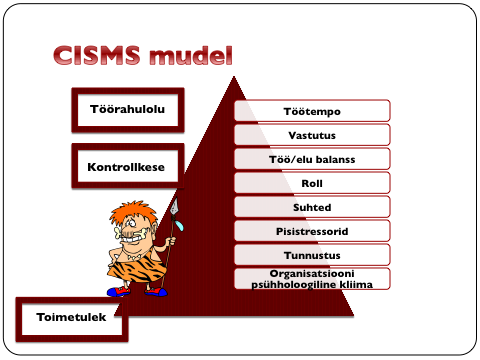 CISMS mudel
Töörahulolu
Kontrollkese
Toimetulek
Töötempo
Vastutus
Töö/elu balanss
Roll
Suhted
Pisistressorid
Tunnustus
Organisatsiooni
psühholoogiline kliima